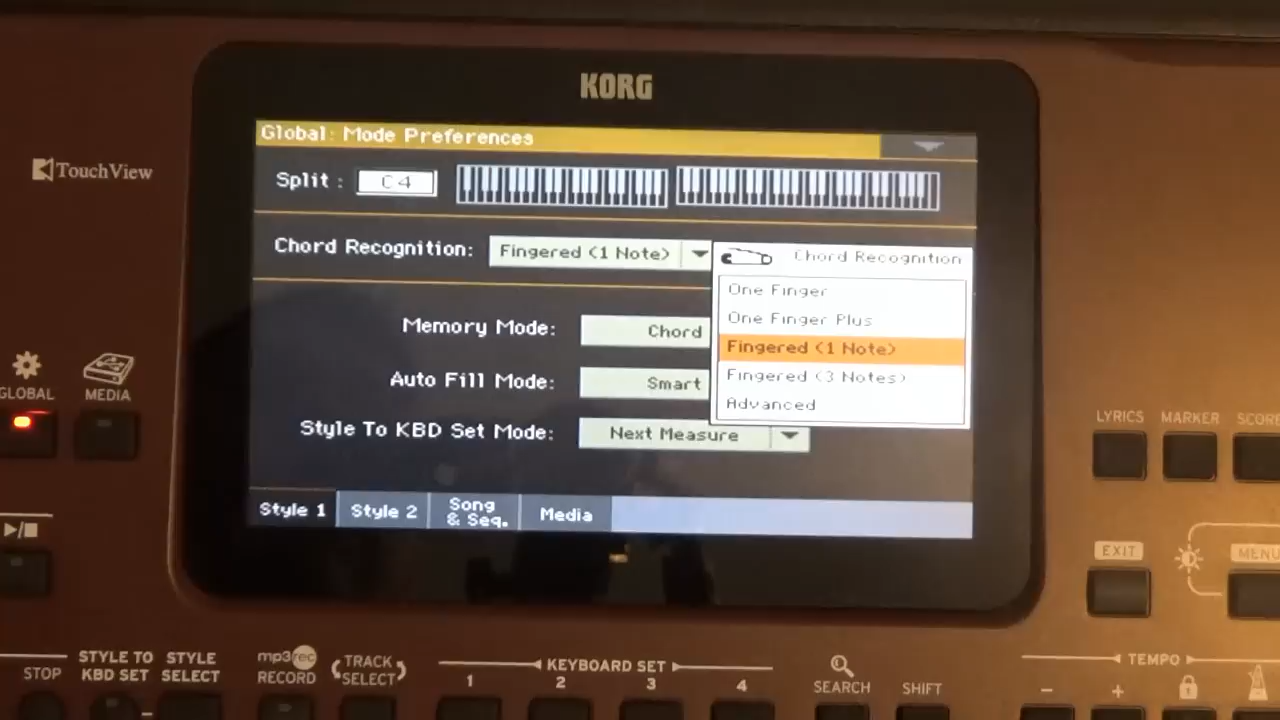 KORG
Global: Mode Preferences
TouchView
Split : C4
Chord Recognition: Fingered (1 Note)
Chord Recognition
One Finger
One Finger Plus
Fingered (1 Note)
Fingered (3 Notes)
Advanced
Memory Mode: Chord
Auto Fill Mode: Smart
Style To KBD Set Mode: Next Measure
Style 1 Style 2 Song & Seq. Media
GLOBAL MEDIA
LYRICS MARKER SCORE
EXIT MENU
STOP
STYLE TO KBD SET
STYLE SELECT
mp3rec RECORD
TRACK SELECT
KEYBOARD SET
1 2 3 4
SEARCH SHIFT
TEMPO
− +